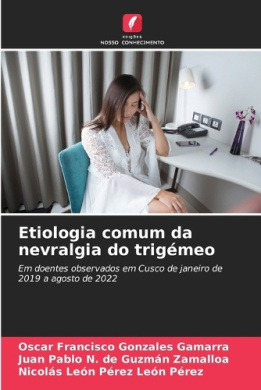 edições
NOSSO CONHECIMENTO
Etiologia comum da
nevralgia do trigémeo
Em doentes observados em Cusco de janeiro de
2019 a agosto de 2022
Oscar Francisco Gonzales Gamarra
Juan Pablo N. de Guzmán Zamalloa
Nicolás León Pérez León Pérez